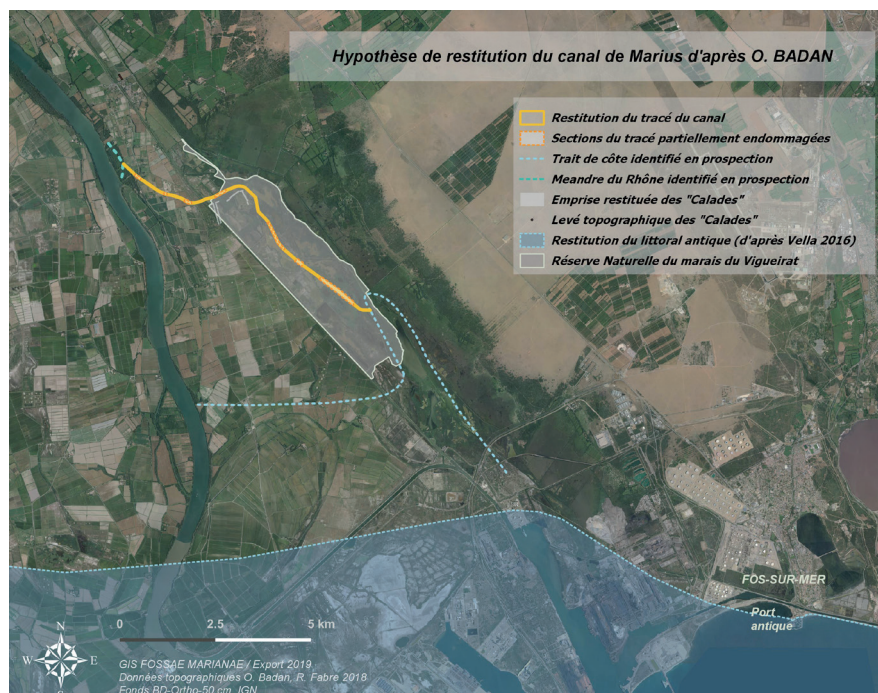 Hypothèse de restitution du canal de Marius d'après O. BADAN
Restitution du tracé du canal
Sections du tracé partiellement endommagées
Trait de côte identifié en prospection
Meandre du Rhône identifié en prospection
Emprise restituée des "Calades"
Levé topographique des "Calades"
Restitution du littoral antique (d'après Vella 2016)
Réserve Naturelle du marais du Vigueirat
FOS-SUR-MER
Port
antique
0 2.5 5 km
N
W E
S
GIS FOSSAE MARIANAE / Export 2019
Données topographiques O. Badan, R. Fabre 2018
Fonds BD-Ortho-50 cm, IGN